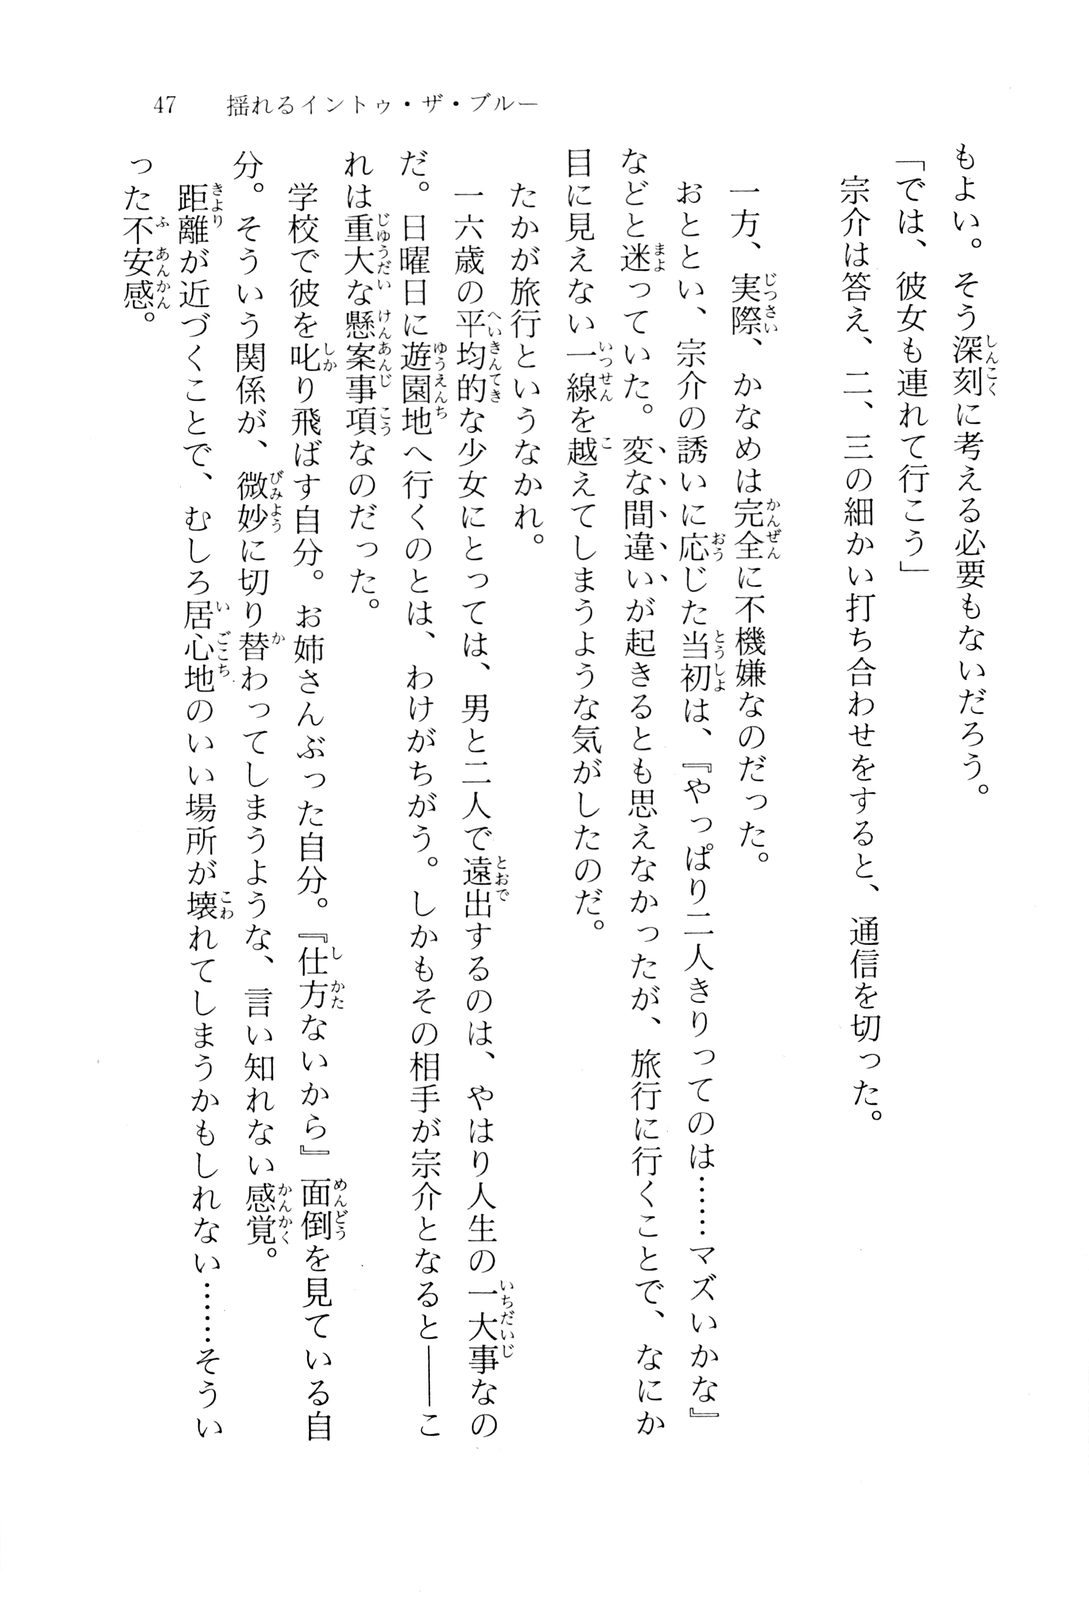 47　揺れるイントゥ・ザ・ブルー
もよい。そう深刻に考える必要もないだろう。
「では、彼女も連れて行こう」
　宗介は答え、二、三の細かい打ち合わせをすると、通信を切った。
　一方、実際、かなめは完全に不機嫌なのだった。
　おととい、宗介の誘いに応じた当初は、『やっぱり二人きりってのは……マズいかな』
などと迷っていた。変な間違いが起きるとも思えなかったが、旅行に行くことで、なにか
目に見えない一線を越えてしまうような気がしたのだ。
　たかが旅行というなかれ。
　一六歳の平均的な少女にとっては、男と二人で遠出するのは、やはり人生の一大事なの
だ。日曜日に遊園地へ行くのとは、わけがちがう。しかもその相手が宗介となると――こ
れは重大な懸案事項なのだった。
　学校で彼を叱り飛ばす自分。お姉さんぶった自分。『仕方ないから』面倒を見ている自
分。そういう関係が、微妙に切り替わってしまうような、言い知れない感覚。
　距離が近づくことで、むしろ居心地のいい場所が壊れてしまうかもしれない……そうい
った不安感。